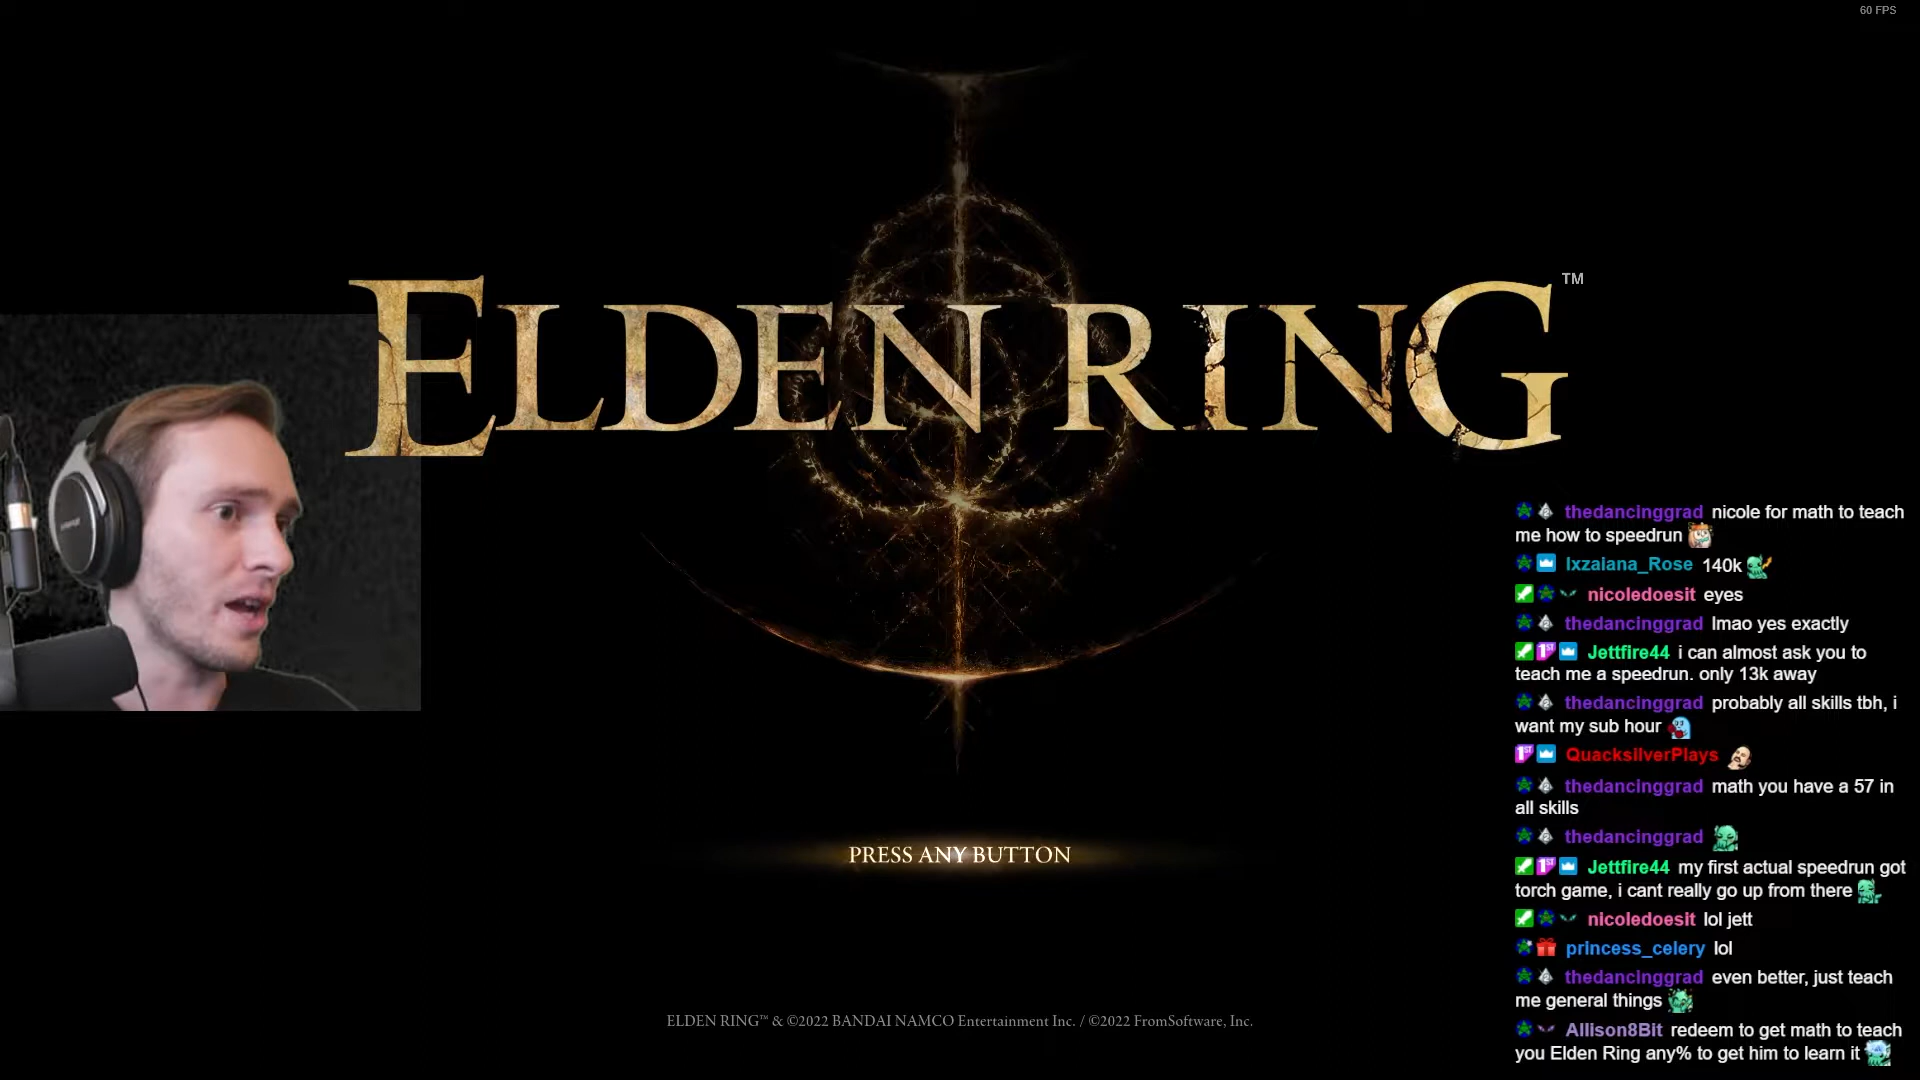 60 FPS
ELDEN RING™
PRESS ANY BUTTON
ELDEN RING™ & ©2022 BANDAI NAMCO Entertainment Inc. / ©2022 FromSoftware, Inc.
thedancinggrad nicole for math to teach
me how to speedrun
Ixzaiana_Rose 140k
nicoledoesit eyes
thedancinggrad lmao yes exactly
Jettfire44 i can almost ask you to
teach me a speedrun. only 13k away
thedancinggrad probably all skills tbh, i
want my sub hour
QuacksilverPlays
thedancinggrad math you have a 57 in
all skills
thedancinggrad
Jettfire44 my first actual speedrun got
torch game, i cant really go up from there
nicoledoesit lol jett
princess_celery lol
thedancinggrad even better, just teach
me general things
Allison8Bit redeem to get math to teach
you Elden Ring any% to get him to learn it